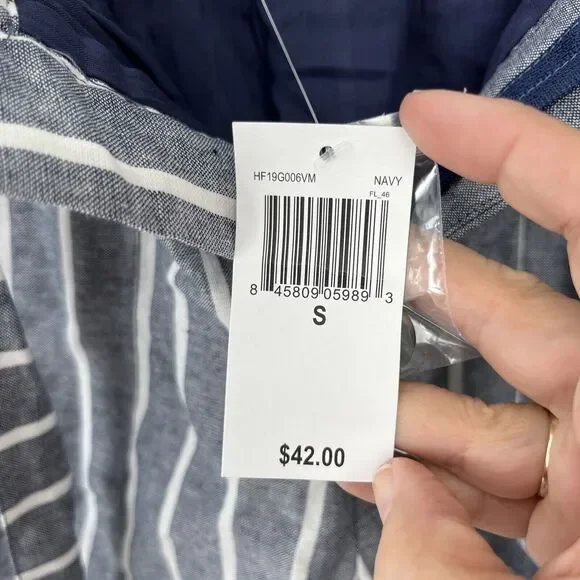 HF19G006VM NAVY
FL_46
8 45809 05989 3
S
$42.00